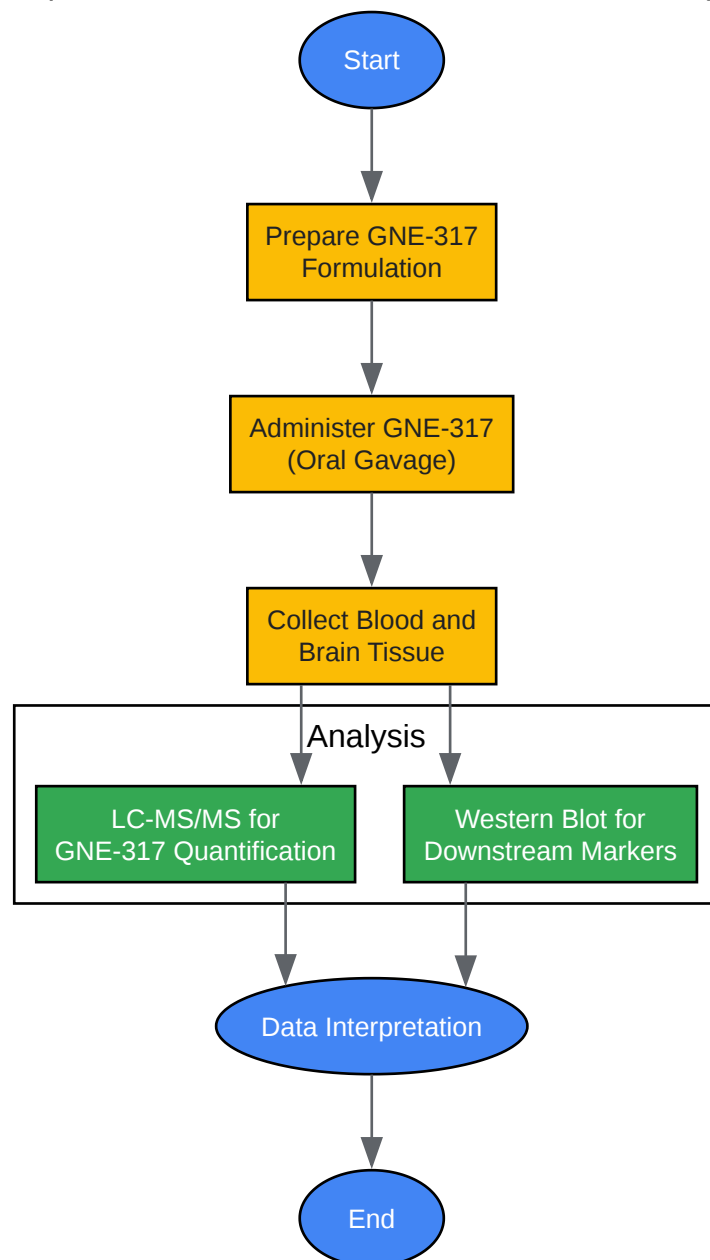 Start
Prepare GNE-317
Formulation
Administer GNE-317
(Oral Gavage)
Collect Blood and
Brain Tissue
Analysis
LC-MS/MS for
GNE-317 Quantification
Western Blot for
Downstream Markers
Data Interpretation
End